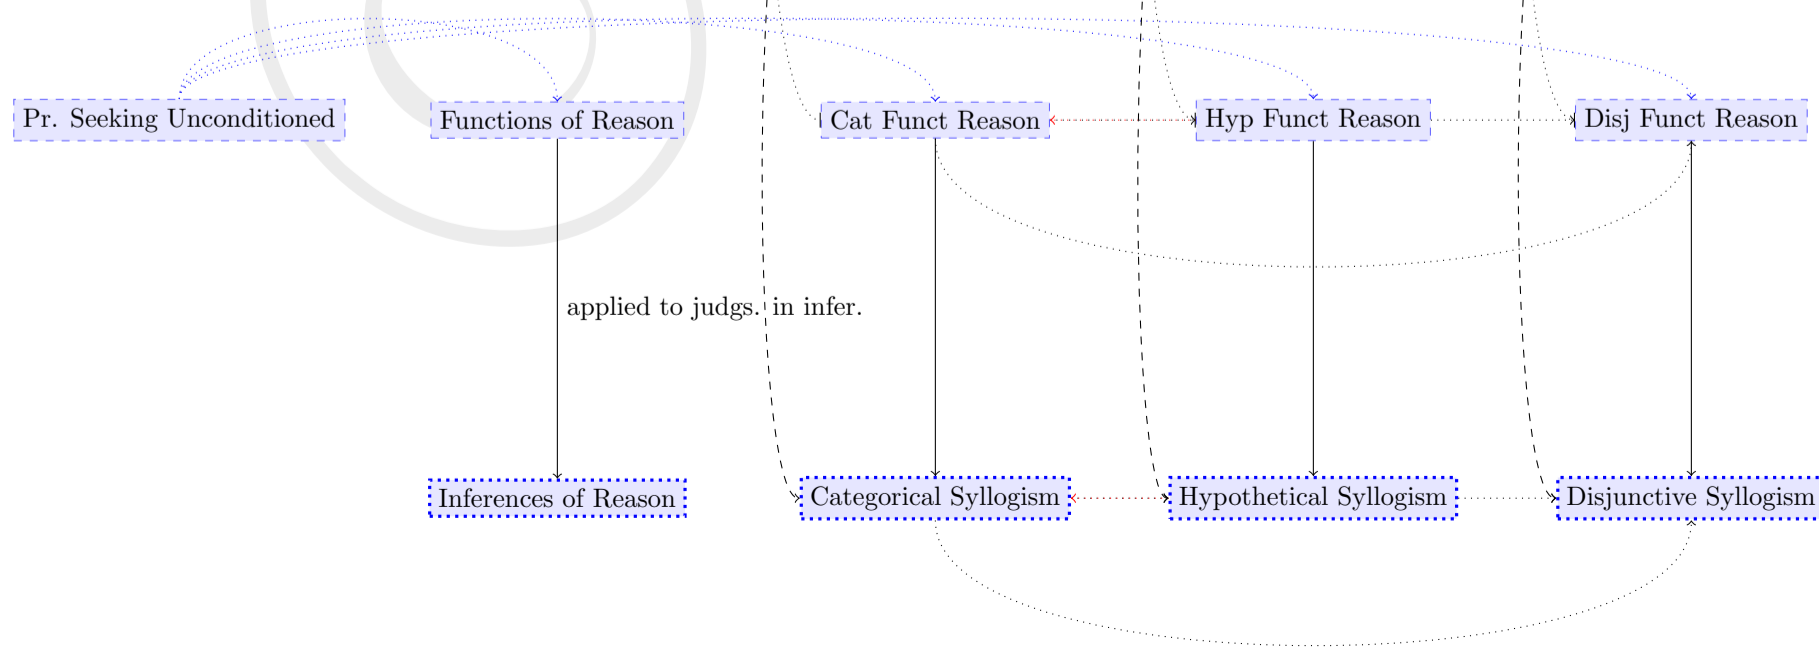 Pr. Seeking Unconditioned
Functions of Reason
Cat Funct Reason
Hyp Funct Reason
Disj Funct Reason
applied to judgs. in infer.
Inferences of Reason
Categorical Syllogism
Hypothetical Syllogism
Disjunctive Syllogism